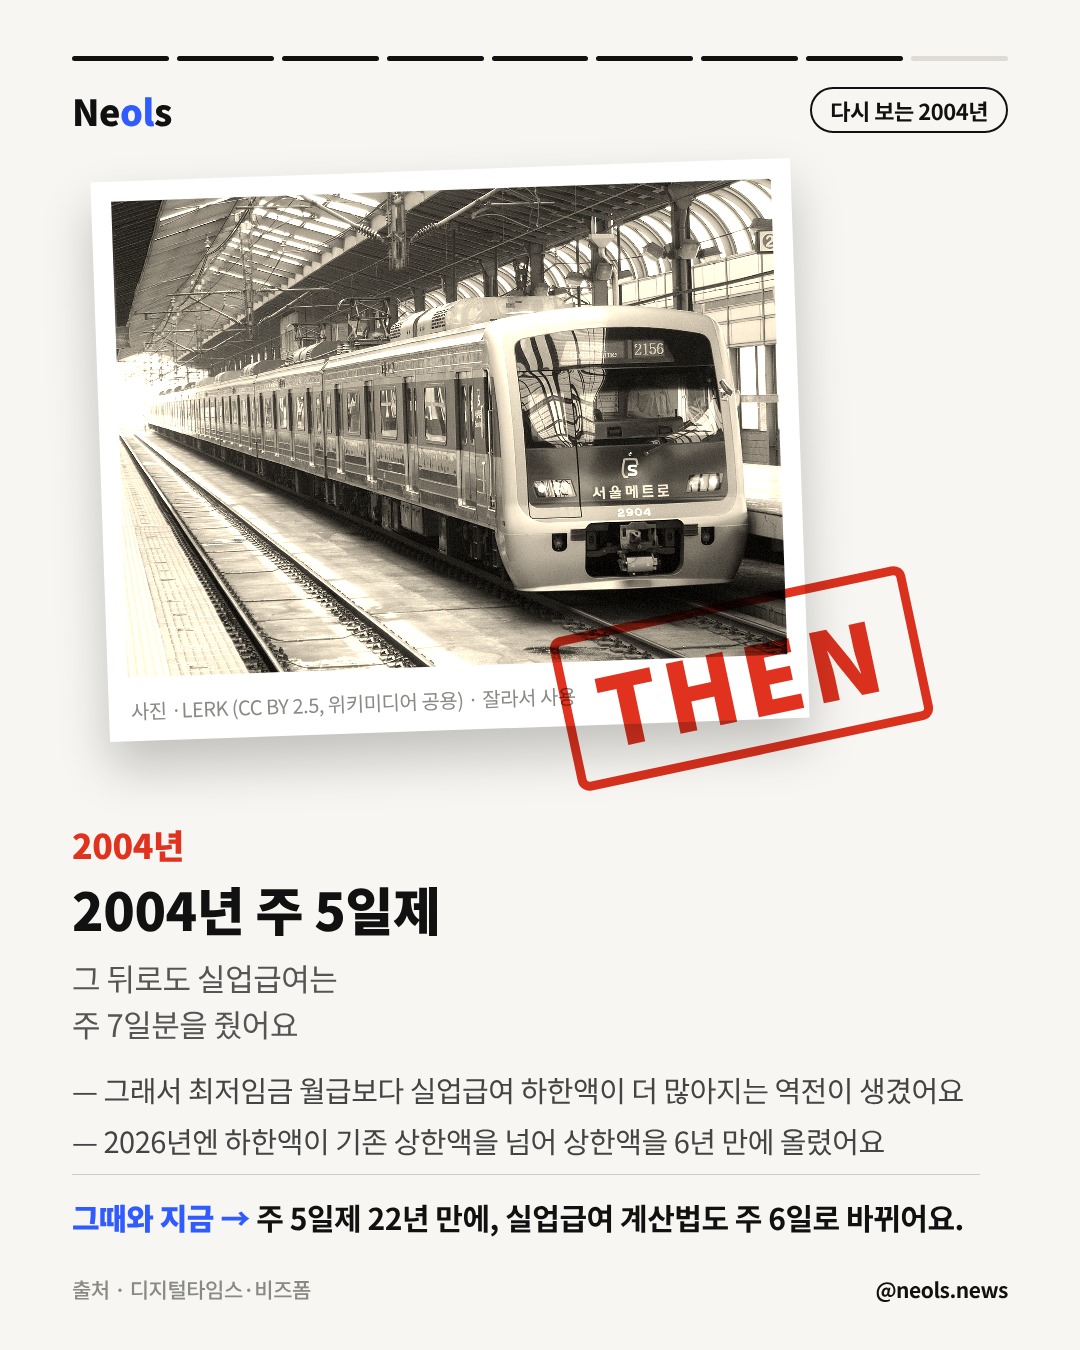 Neols
다시 보는 2004년
2156
서울메트로
2904
사진 · LERK (CC BY 2.5, 위키미디어 공용) · 잘라서 사용
THEN
2004년
2004년 주 5일제
그 뒤로도 실업급여는
주 7일분을 줬어요
— 그래서 최저임금 월급보다 실업급여 하한액이 더 많아지는 역전이 생겼어요
— 2026년엔 하한액이 기존 상한액을 넘어 상한액을 6년 만에 올렸어요
그때와 지금 → 주 5일제 22년 만에, 실업급여 계산법도 주 6일로 바뀌어요.
출처 · 디지털타임스·비즈폼
@neols.news